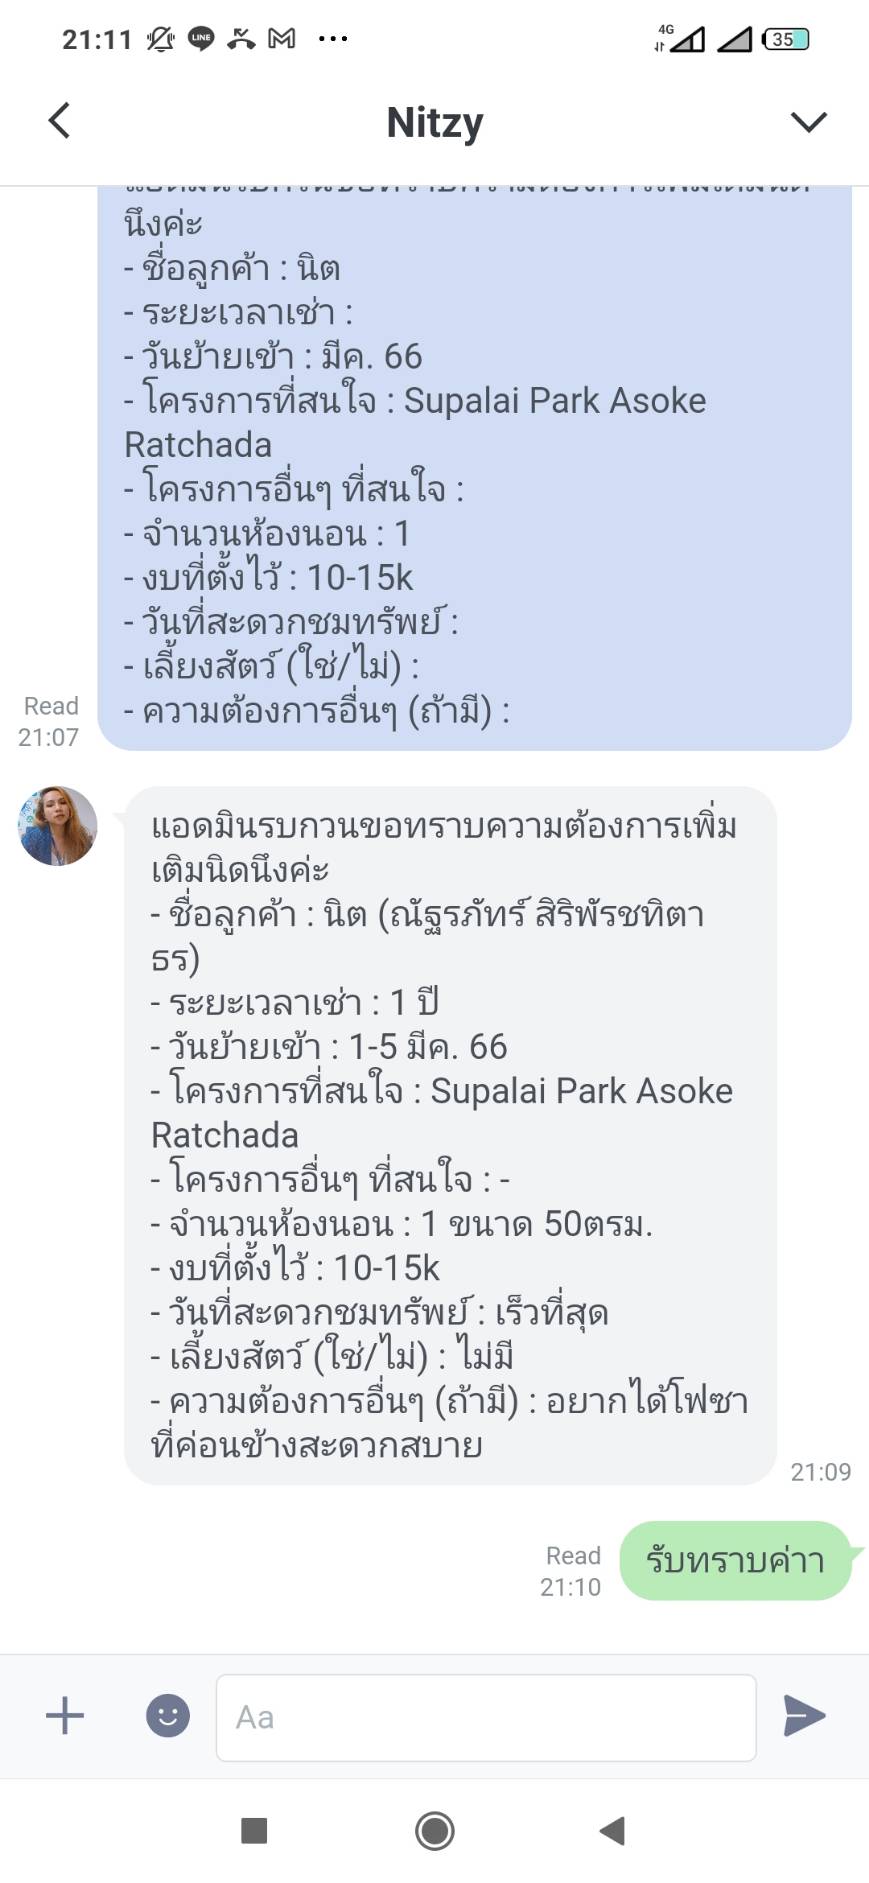 21:11
LINE
4G
35
Nitzy
นึงค่ะ
- ชื่อลูกค้า : นิต
- ระยะเวลาเช่า :
- วันย้ายเข้า : มีค. 66
- โครงการที่สนใจ : Supalai Park Asoke
Ratchada
- โครงการอื่นๆ ที่สนใจ :
- จำนวนห้องนอน : 1
- งบที่ตั้งไว้ : 10-15k
- วันที่สะดวกชมทรัพย์ :
- เลี้ยงสัตว์ (ใช่/ไม่) :
- ความต้องการอื่นๆ (ถ้ามี) :
Read
21:07
แอดมินรบกวนขอทราบความต้องการเพิ่ม
เติมนิดนึงค่ะ
- ชื่อลูกค้า : นิต (ณัฐรภัทร์ สิริพัรชทิตา
ธร)
- ระยะเวลาเช่า : 1 ปี
- วันย้ายเข้า : 1-5 มีค. 66
- โครงการที่สนใจ : Supalai Park Asoke
Ratchada
- โครงการอื่นๆ ที่สนใจ : -
- จำนวนห้องนอน : 1 ขนาด 50ตรม.
- งบที่ตั้งไว้ : 10-15k
- วันที่สะดวกชมทรัพย์ : เร็วที่สุด
- เลี้ยงสัตว์ (ใช่/ไม่) : ไม่มี
- ความต้องการอื่นๆ (ถ้ามี) : อยากได้โฟซา
ที่ค่อนข้างสะดวกสบาย
21:09
Read
21:10
รับทราบค่าา
Aa